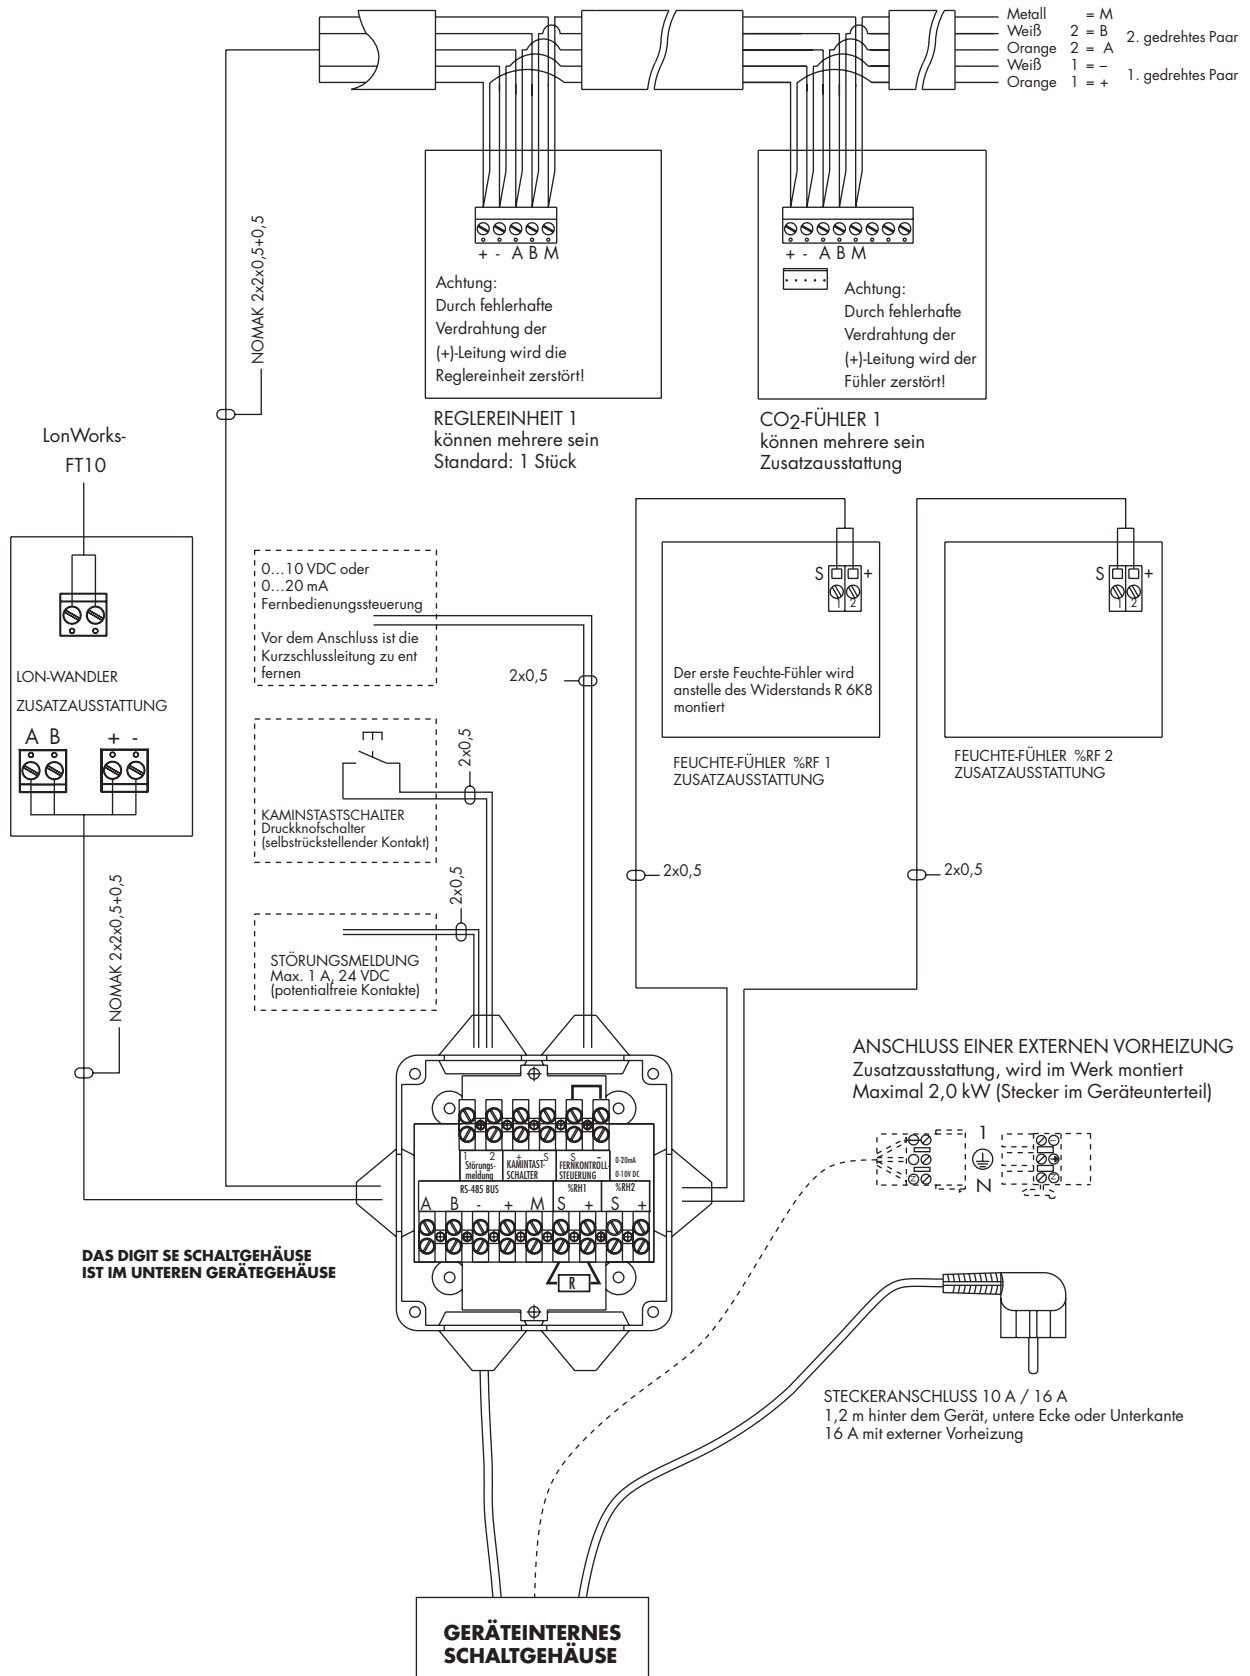 Metall = M
Weiß 2 = B
Orange 2 = A
2. gedrehtes Paar
Weiß 1 = –
Orange 1 = +
1. gedrehtes Paar
+ - A B M
Achtung:
Durch fehlerhafte
Verdrahtung der
(+)-Leitung wird die
Reglereinheit zerstört!
REGLEREINHEIT 1
können mehrere sein
Standard: 1 Stück
+ - A B M
Achtung:
Durch fehlerhafte
Verdrahtung der
(+)-Leitung wird der
Fühler zerstört!
CO2-FÜHLER 1
können mehrere sein
Zusatzausstattung
NOMAK 2x2x0,5+0,5
LonWorks-
FT10
LON-WANDLER
ZUSATZAUSSTATTUNG
A B + -
NOMAK 2x2x0,5+0,5
0...10 VDC oder
0...20 mA
Fernbedienungssteuerung
Vor dem Anschluss ist die
Kurzschlussleitung zu ent
fernen
2x0,5
KAMINSTASTSCHALTER
Druckknofschalter
(selbstrückstellender Kontakt)
2x0,5
STÖRUNGSMELDUNG
Max. 1 A, 24 VDC
(potentialfreie Kontakte)
2x0,5
S +
1 2
Der erste Feuchte-Fühler wird
anstelle des Widerstands R 6K8
montiert
FEUCHTE-FÜHLER %RF 1
ZUSATZAUSSTATTUNG
2x0,5
S +
1 2
FEUCHTE-FÜHLER %RF 2
ZUSATZAUSSTATTUNG
2x0,5
ANSCHLUSS EINER EXTERNEN VORHEIZUNG
Zusatzausstattung, wird im Werk montiert
Maximal 2,0 kW (Stecker im Geräteunterteil)
1
N
1 2 + S S -
Störungs-
meldung
KAMINTAST-
SCHALTER
FERNKONTROLL-
STEUERUNG
0-20mA
0-10V DC
RS-485 BUS %RH1 %RH2
A B - + M S + S +
R
DAS DIGIT SE SCHALTGEHÄUSE
IST IM UNTEREN GERÄTEGEHÄUSE
STECKERANSCHLUSS 10 A / 16 A
1,2 m hinter dem Gerät, untere Ecke oder Unterkante
16 A mit externer Vorheizung
GERÄTEINTERNES
SCHALTGEHÄUSE